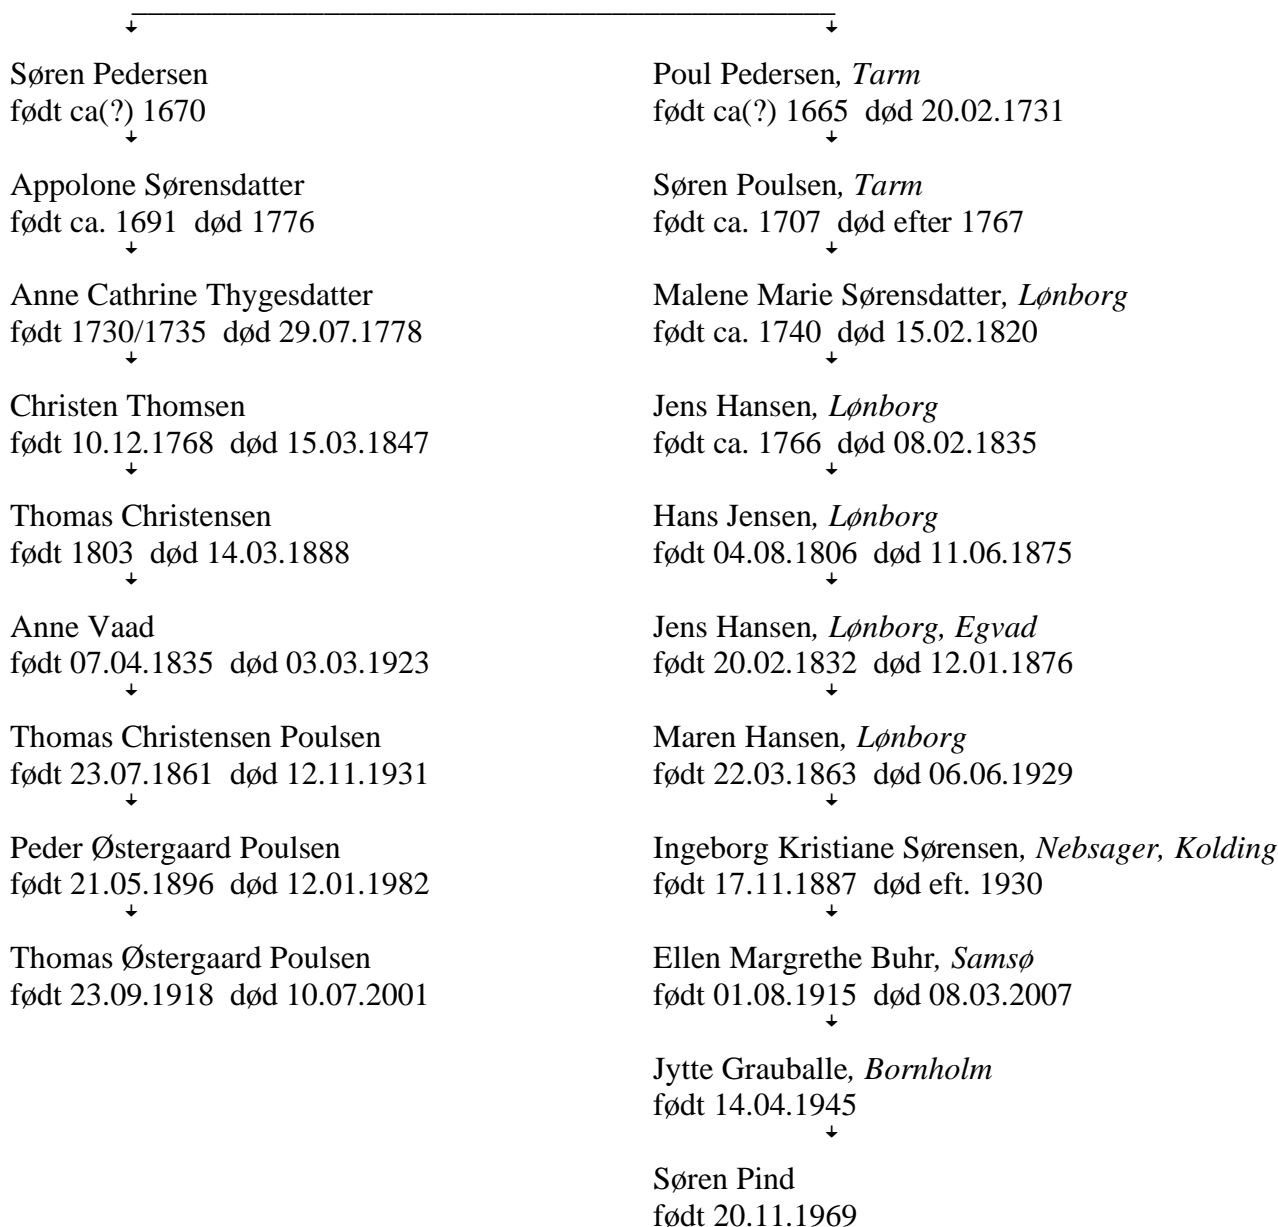 Søren Pedersen
født ca(?) 1670
Appolone Sørensdatter
født ca. 1691 død 1776
Anne Cathrine Thygesdatter
født 1730/1735 død 29.07.1778
Christen Thomsen
født 10.12.1768 død 15.03.1847
Thomas Christensen
født 1803 død 14.03.1888
Anne Vaad
født 07.04.1835 død 03.03.1923
Thomas Christensen Poulsen
født 23.07.1861 død 12.11.1931
Peder Østergaard Poulsen
født 21.05.1896 død 12.01.1982
Thomas Østergaard Poulsen
født 23.09.1918 død 10.07.2001
Poul Pedersen, Tarm
født ca(?) 1665 død 20.02.1731
Søren Poulsen, Tarm
født ca. 1707 død efter 1767
Malene Marie Sørensdatter, Lønborg
født ca. 1740 død 15.02.1820
Jens Hansen, Lønborg
født ca. 1766 død 08.02.1835
Hans Jensen, Lønborg
født 04.08.1806 død 11.06.1875
Jens Hansen, Lønborg, Egvad
født 20.02.1832 død 12.01.1876
Maren Hansen, Lønborg
født 22.03.1863 død 06.06.1929
Ingeborg Kristiane Sørensen, Nebsager, Kolding
født 17.11.1887 død eft. 1930
Ellen Margrethe Buhr, Samsø
født 01.08.1915 død 08.03.2007
Jytte Grauballe, Bornholm
født 14.04.1945
Søren Pind
født 20.11.1969